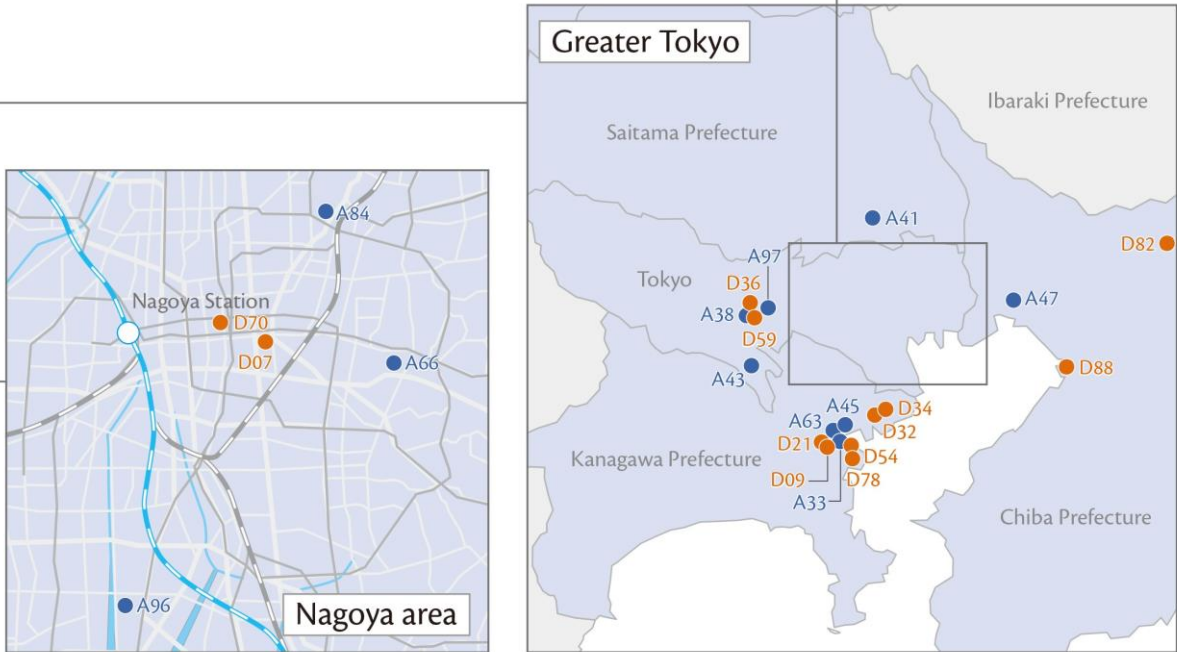 Greater Tokyo
Ibaraki Prefecture
Saitama Prefecture
A41
D82
A97
Tokyo
D36
A47
A38
D59
A43
D88
A45
D34
A63
D32
D21
Kanagawa Prefecture
D54
D09
D78
A33
Chiba Prefecture
A84
Nagoya Station
D70
D07
A66
A96
Nagoya area